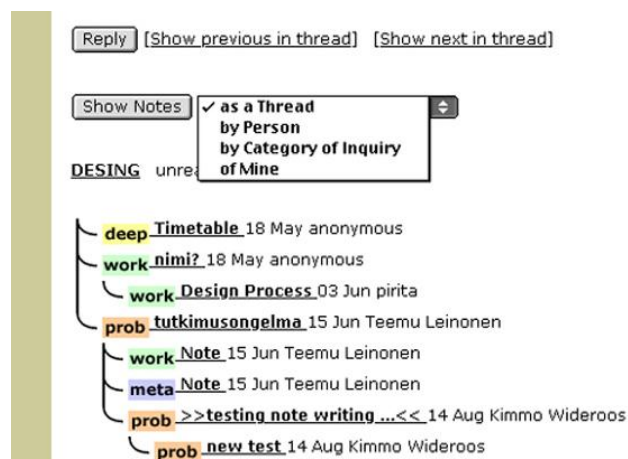 Reply [Show previous in thread] [Show next in thread]
Show Notes ✓ as a Thread
by Person
by Category of Inquiry
of Mine
DESING
deep Timetable 18 May anonymous
work nimi? 18 May anonymous
work Design Process 03 Jun pirita
prob tutkimusongelma 15 Jun Teemu Leinonen
work Note 15 Jun Teemu Leinonen
meta Note 15 Jun Teemu Leinonen
prob >>testing note writing ...<< 14 Aug Kimmo Wideroos
prob new test 14 Aug Kimmo Wideroos